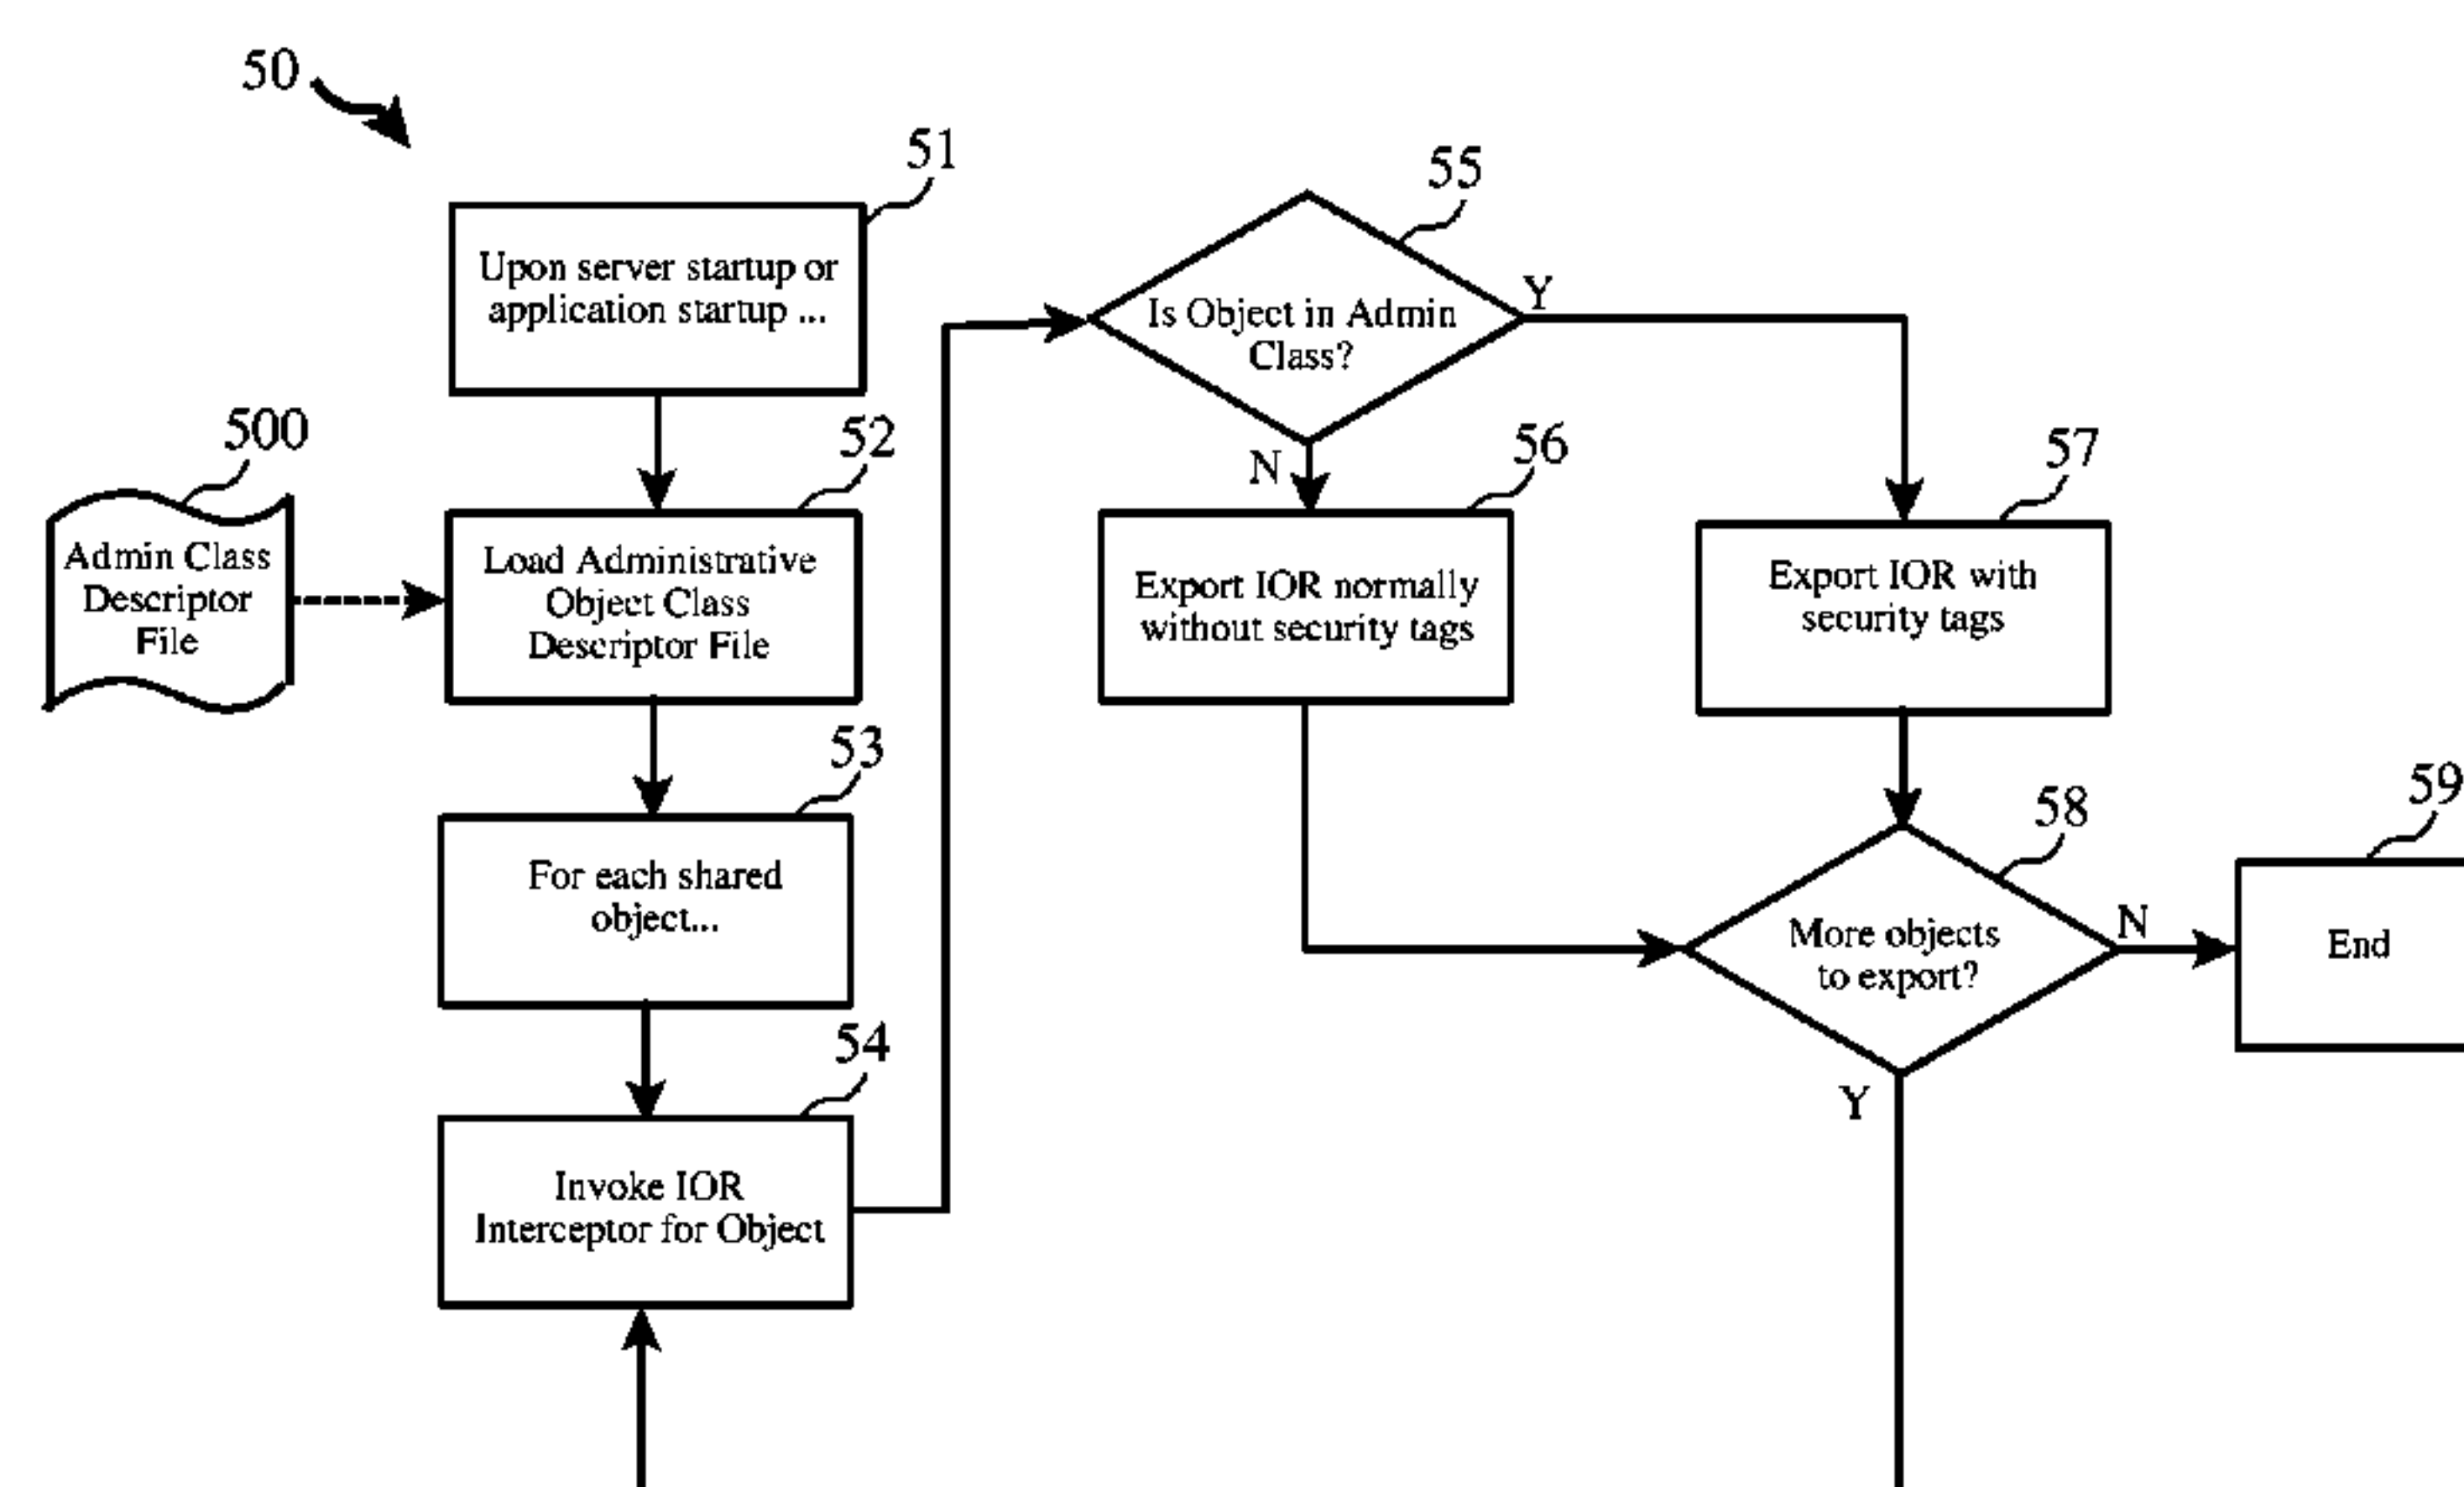 50
51
Upon server startup or
application startup ...
500
Admin Class
Descriptor
File
52
Load Administrative
Object Class
Descriptor File
53
For each shared
object...
54
Invoke IOR
Interceptor for Object
55
Is Object in Admin
Class?
Y
N
56
Export IOR normally
without security tags
57
Export IOR with
security tags
58
More objects
to export?
N
Y
59
End